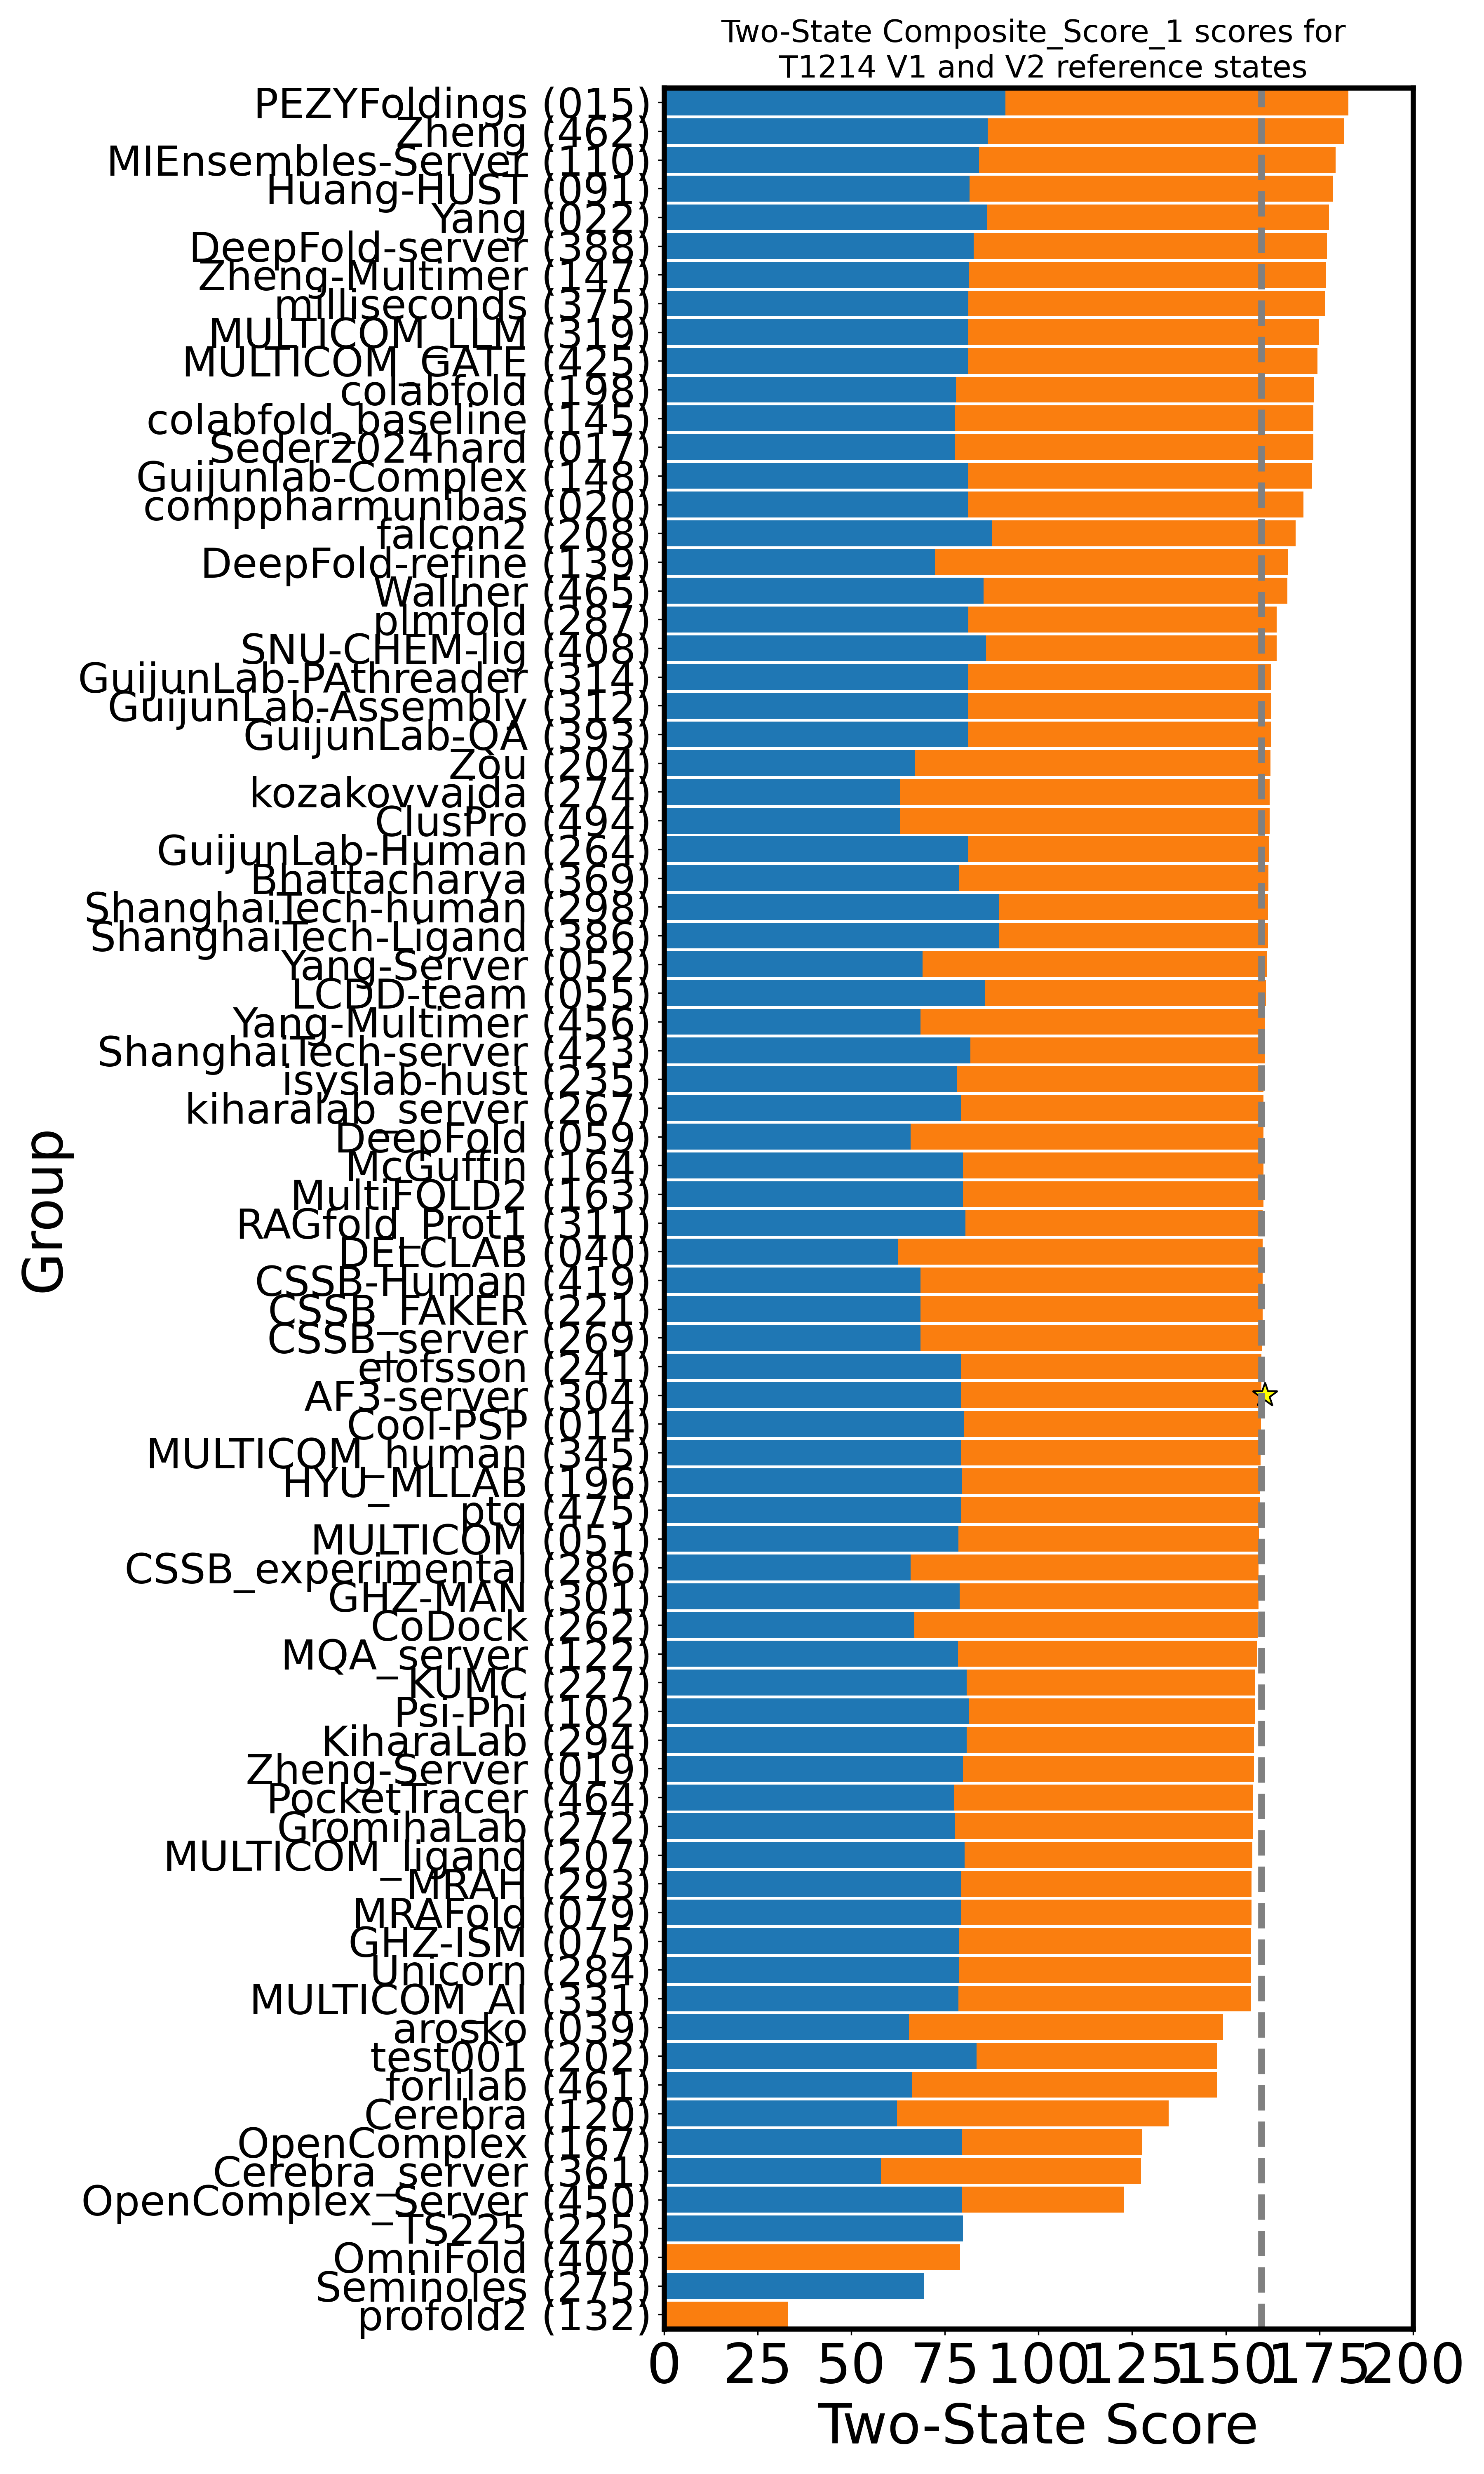 Two-State Composite_Score_1 scores for
T1214 V1 and V2 reference states
PEZYFoldings (015)
Zheng (462)
MIEnsembles-Server (110)
Huang-HUST (091)
Yang (022)
DeepFold-server (388)
Zheng-Multimer (147)
milliseconds (375)
MULTICOM_LLM (319)
MULTICOM_GATE (425)
colabfold (198)
colabfold_baseline (145)
Seder2024hard (017)
Guijunlab-Complex (148)
comppharmunibas (020)
falcon2 (208)
DeepFold-refine (139)
Wallner (465)
plmfold (287)
SNU-CHEM-lig (408)
GuijunLab-PAthreader (314)
GuijunLab-Assembly (312)
GuijunLab-QA (393)
Zou (204)
kozakovvajda (274)
ClusPro (494)
GuijunLab-Human (264)
Bhattacharya (369)
ShanghaiTech-human (298)
ShanghaiTech-Ligand (386)
Yang-Server (052)
LCDD-team (055)
Yang-Multimer (456)
ShanghaiTech-server (423)
isyslab-hust (235)
kiharalab_server (267)
DeepFold (059)
McGuffin (164)
MultiFOLD2 (163)
RAGfold_Prot1 (311)
DELCLAB (040)
CSSB-Human (419)
CSSB_FAKER (221)
CSSB_server (269)
elofsson (241)
AF3-server (304)
Cool-PSP (014)
MULTICOM_human (345)
HYU_MLLAB (196)
ptq (475)
MULTICOM (051)
CSSB_experimental (286)
GHZ-MAN (301)
CoDock (262)
MQA_server (122)
KUMC (227)
Psi-Phi (102)
KiharaLab (294)
Zheng-Server (019)
PocketTracer (464)
GromihaLab (272)
MULTICOM_ligand (207)
MRAH (293)
MRAFold (079)
GHZ-ISM (075)
Unicorn (284)
MULTICOM_AI (331)
arosko (039)
test001 (202)
forlilab (461)
Cerebra (120)
OpenComplex (167)
Cerebra_server (361)
OpenComplex_Server (450)
TS225 (225)
OmniFold (400)
Seminoles (275)
profold2 (132)
Group
0 25 50 75 100 125 150 175 200
Two-State Score